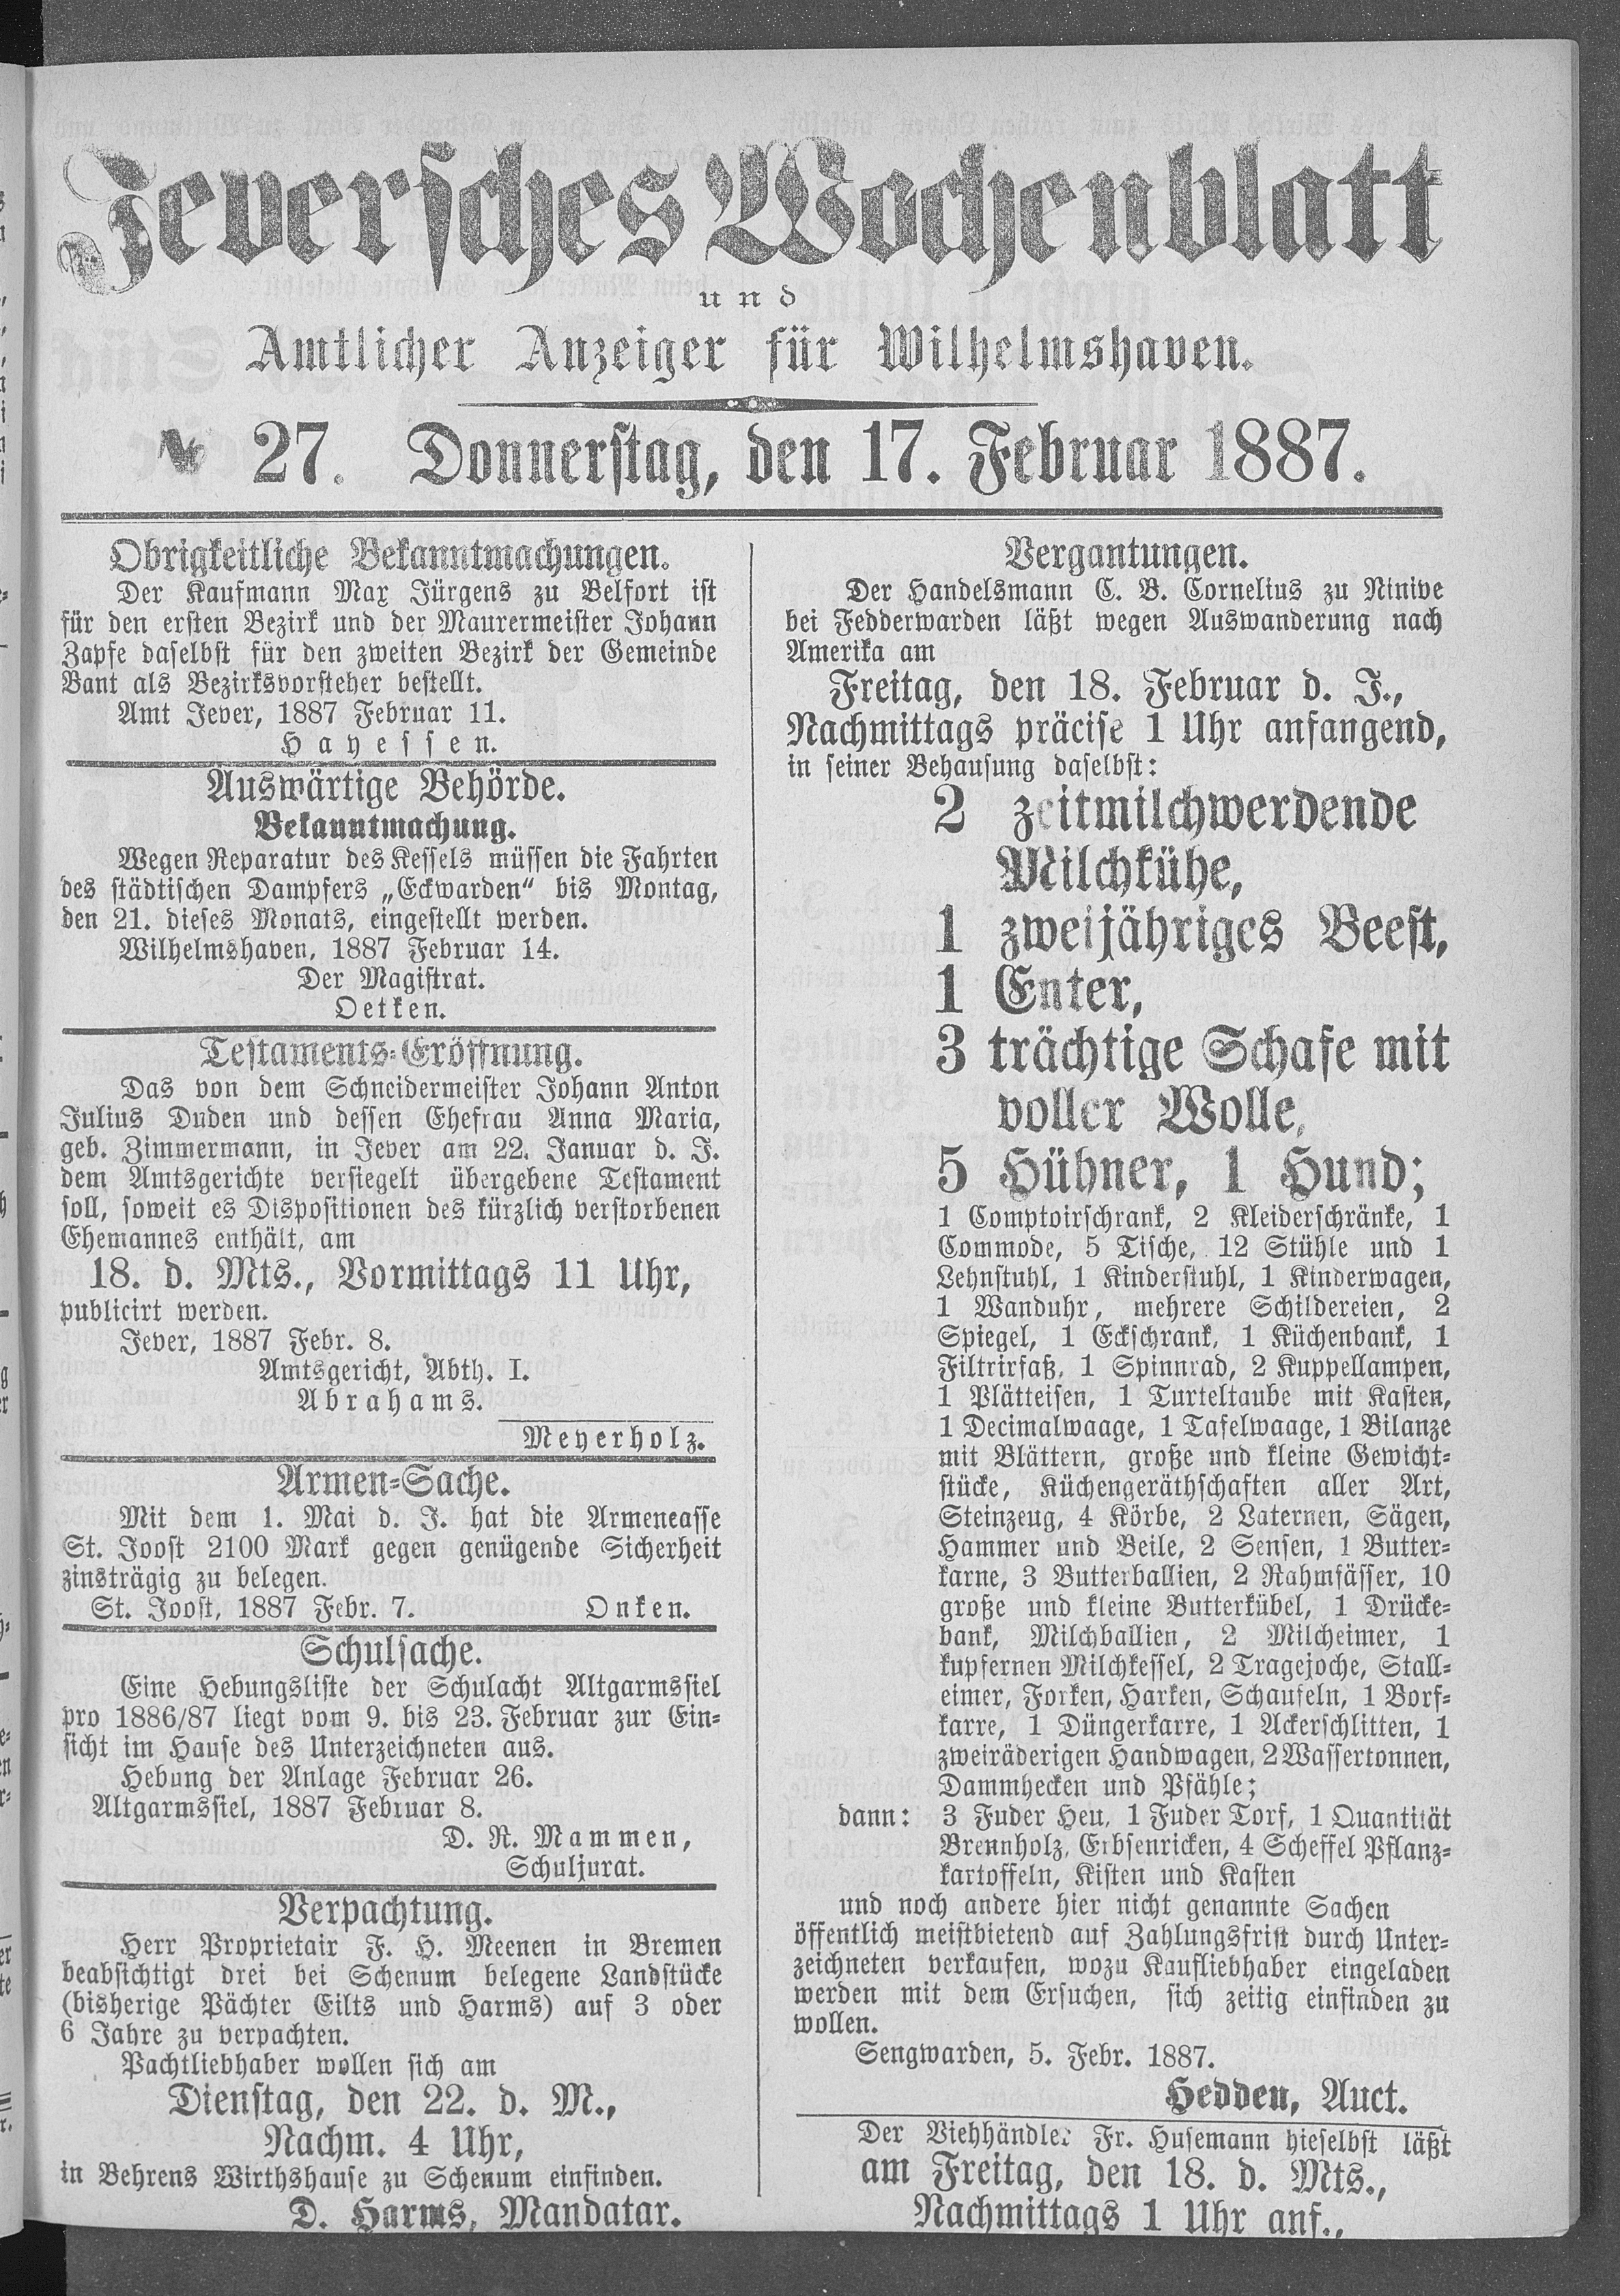 Jeversches Wochenblatt
und
Amtlicher Anzeiger für Wilhelmshaven.
№ 27. Donnerstag, den 17. Februar 1887.
Obrigkeitliche Bekanntmachungen.
Der Kaufmann Max Jürgens zu Belfort ist
für den ersten Bezirk und der Maurermeister Johann
Zapfe daselbst für den zweiten Bezirk der Gemeinde
Bant als Bezirksvorsteher bestellt.
Amt Jever, 1887 Februar 11.
Hayessen.
Auswärtige Behörde.
Bekanntmachung.
Wegen Reparatur des Kessels müssen die Fahrten
des städtischen Dampfers „Eckwarden“ bis Montag,
den 21. dieses Monats, eingestellt werden.
Wilhelmshaven, 1887 Februar 14.
Der Magistrat.
Oetken.
Testaments-Eröffnung.
Das von dem Schneidermeister Johann Anton
Julius Duden und dessen Ehefrau Anna Maria,
geb. Zimmermann, in Jever am 22. Januar d. J.
dem Amtsgerichte versiegelt übergebene Testament
soll, soweit es Dispositionen des kürzlich verstorbenen
Ehemannes enthält, am
18. d. Mts., Vormittags 11 Uhr,
publicirt werden.
Jever, 1887 Febr. 8.
Amtsgericht, Abth. I.
Abrahams.
Meyerholz.
Armen-Sache.
Mit dem 1. Mai d. J. hat die Armencasse
St. Joost 2100 Mark gegen genügende Sicherheit
zinsträgig zu belegen.
St. Joost, 1887 Febr. 7. Onken.
Schulsache.
Eine Hebungsliste der Schulacht Altgarmssiel
pro 1886/87 liegt vom 9. bis 23. Februar zur Ein-
sicht im Hause des Unterzeichneten aus.
Hebung der Anlage Februar 26.
Altgarmssiel, 1887 Februar 8.
D. R. Mammen,
Schuljurat.
Verpachtung.
Herr Proprietair F. H. Meenen in Bremen
beabsichtigt drei bei Schenum belegene Landstücke
(bisherige Pächter Eilts und Harms) auf 3 oder
6 Jahre zu verpachten.
Pachtliebhaber wollen sich am
Dienstag, den 22. d. M.,
Nachm. 4 Uhr,
in Behrens Wirthshause zu Schenum einfinden.
D. Harms, Mandatar.
Vergantungen.
Der Handelsmann C. B. Cornelius zu Ninive
bei Fedderwarden läßt wegen Auswanderung nach
Amerika am
Freitag, den 18. Februar d. J.,
Nachmittags präcise 1 Uhr anfangend,
in seiner Behausung daselbst:
2 zeitmilchwerdende
Milchkühe,
1 zweijähriges Beest,
1 Enter,
3 trächtige Schafe mit
voller Wolle,
5 Hühner, 1 Hund;
1 Comptoirschrank, 2 Kleiderschränke, 1
Commode, 5 Tische, 12 Stühle und 1
Lehnstuhl, 1 Kinderstuhl, 1 Kinderwagen,
1 Wanduhr, mehrere Schildereien, 2
Spiegel, 1 Eckschrank, 1 Küchenbank, 1
Filtrirfaß, 1 Spinnrad, 2 Kuppellampen,
1 Plätteisen, 1 Turteltaube mit Kasten,
1 Decimalwaage, 1 Tafelwaage, 1 Bilanze
mit Blättern, große und kleine Gewicht-
stücke, Küchengeräthschaften aller Art,
Steinzeug, 4 Körbe, 2 Laternen, Sägen,
Hammer und Beile, 2 Sensen, 1 Butter-
karne, 3 Butterballien, 2 Rahmfässer, 10
große und kleine Butterkübel, 1 Drücke-
bank, Milchballien, 2 Milcheimer, 1
kupfernen Milchkessel, 2 Tragejoche, Stall-
eimer, Forken, Harken, Schaufeln, 1 Borf-
karre, 1 Düngerkarre, 1 Ackerschlitten, 1
zweiräderigen Handwagen, 2 Wassertonnen,
Dammhecken und Pfähle;
dann: 3 Fuder Heu, 1 Fuder Torf, 1 Quantität
Brennholz, Erbsenricken, 4 Scheffel Pflanz-
kartoffeln, Kisten und Kasten
und noch andere hier nicht genannte Sachen
öffentlich meistbietend auf Zahlungsfrist durch Unter-
zeichneten verkaufen, wozu Kaufliebhaber eingeladen
werden mit dem Ersuchen, sich zeitig einfinden zu
wollen.
Sengwarden, 5. Febr. 1887.
Hedden, Auct.
Der Viehhändler Fr. Husemann hieselbst läßt
am Freitag, den 18. d. Mts.,
Nachmittags 1 Uhr anf.,